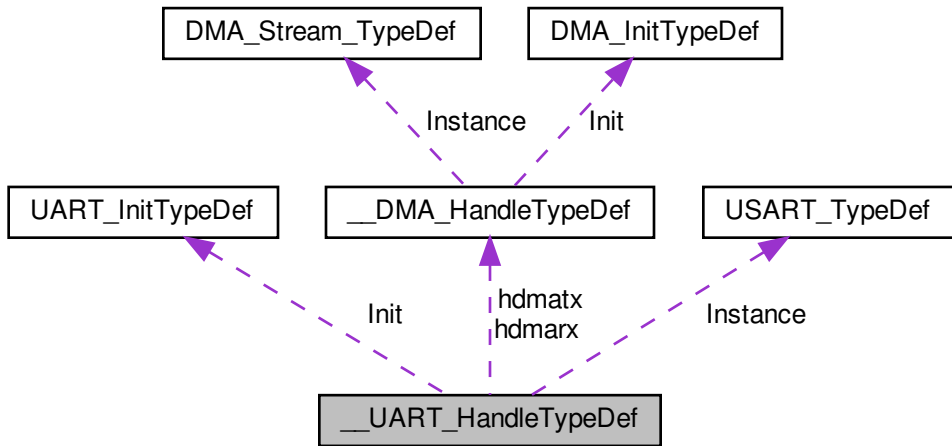 DMA_Stream_TypeDef
DMA_InitTypeDef
Instance
Init
UART_InitTypeDef
__DMA_HandleTypeDef
USART_TypeDef
Init
hdmatx
hdmarx
Instance
__UART_HandleTypeDef